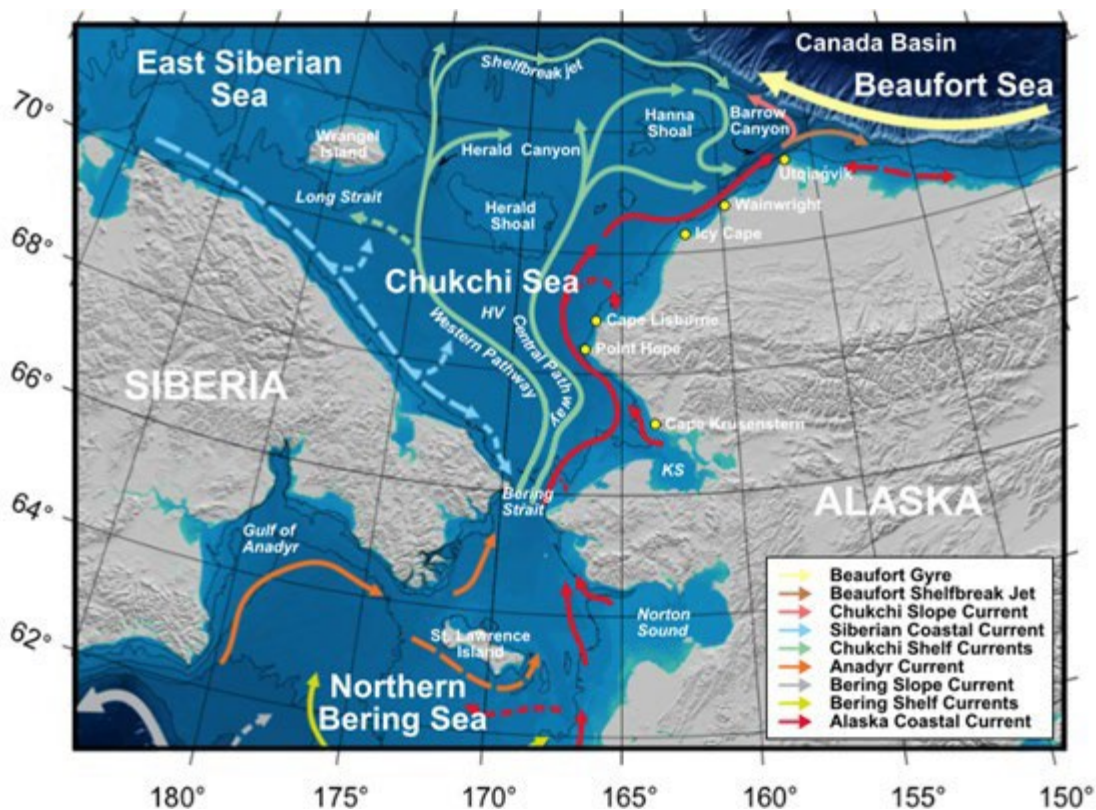 Canada Basin
Beaufort Sea
East Siberian
Sea
Shelfbreak jet
Hanna
Shoal
Barrow
Canyon
70°
Wrangel
Island
Herald Canyon
Utqiaġvik
Long Strait
Herald
Shoal
Wainwright
Icy Cape
68°
Chukchi Sea
HV
Western Pathway
Central Pathway
Cape Lisburne
Point Hope
66°
SIBERIA
Cape Krusenstern
KS
Bering
Strait
ALASKA
64°
Gulf of
Anadyr
Norton
Sound
62°
St. Lawrence
Island
Northern
Bering Sea
Beaufort Gyre
Beaufort Shelfbreak Jet
Chukchi Slope Current
Siberian Coastal Current
Chukchi Shelf Currents
Anadyr Current
Bering Slope Current
Bering Shelf Currents
Alaska Coastal Current
180° 175° 170° 165° 160° 155° 150°